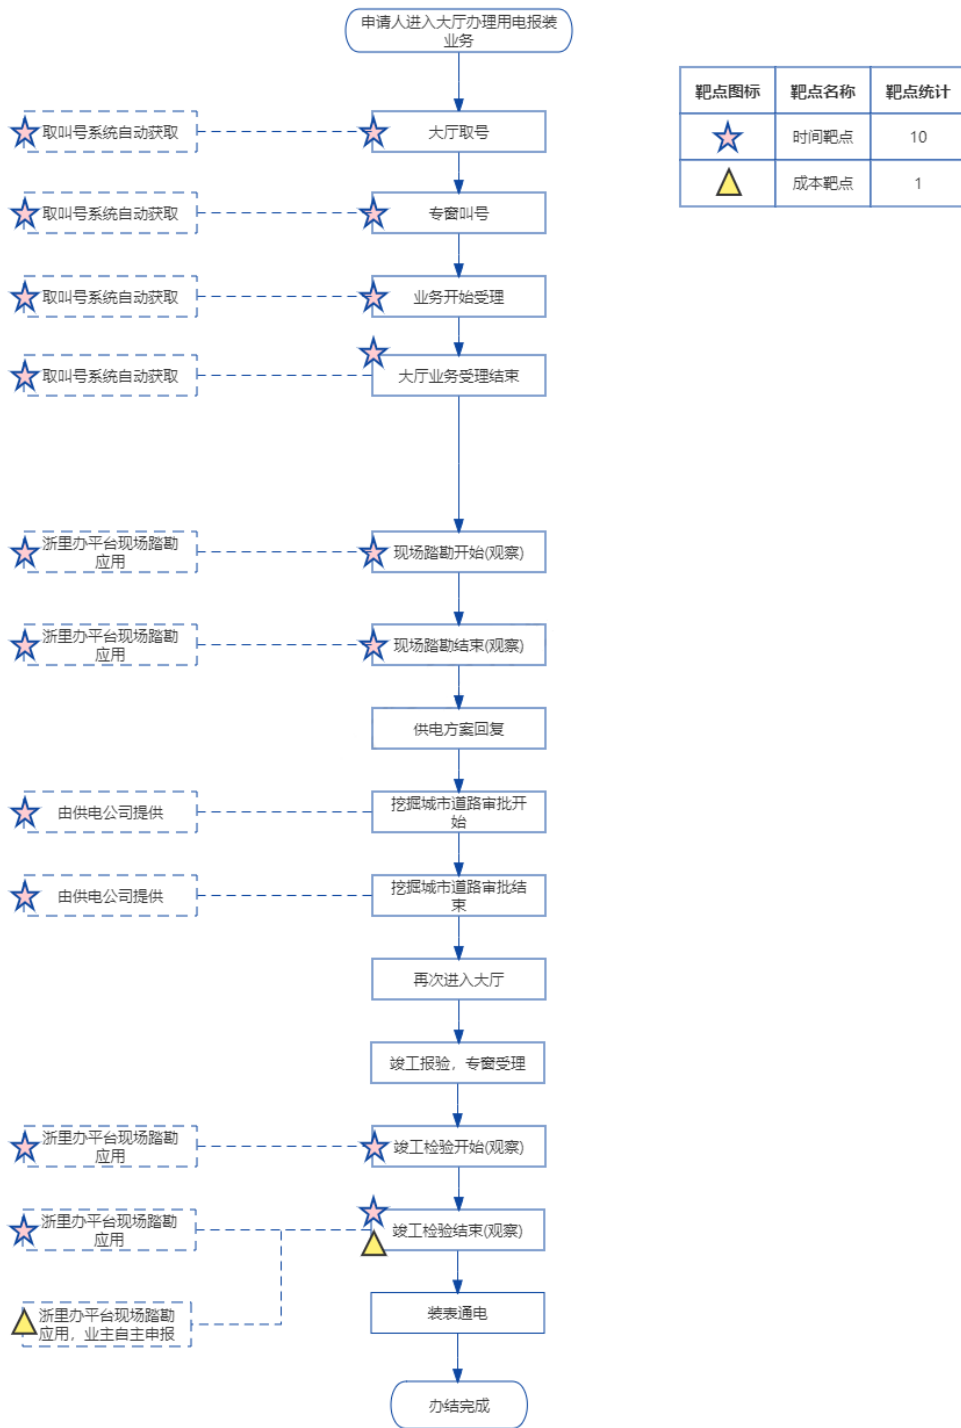 申请人进入大厅办理用电报装
业务
靶点图标 靶点名称 靶点统计
时间靶点 10
成本靶点 1
取叫号系统自动获取 大厅取号
取叫号系统自动获取 专窗叫号
取叫号系统自动获取 业务开始受理
取叫号系统自动获取 大厅业务受理结束
浙里办平台现场踏勘
应用
现场踏勘开始(观察)
浙里办平台现场踏勘
应用
现场踏勘结束(观察)
供电方案回复
由供电公司提供
挖掘城市道路审批开
始
由供电公司提供
挖掘城市道路审批结
束
再次进入大厅
竣工报验，专窗受理
浙里办平台现场踏勘
应用
竣工检验开始(观察)
浙里办平台现场踏勘
应用
竣工检验结束(观察)
浙里办平台现场踏勘
应用，业主自主申报
装表通电
办结完成